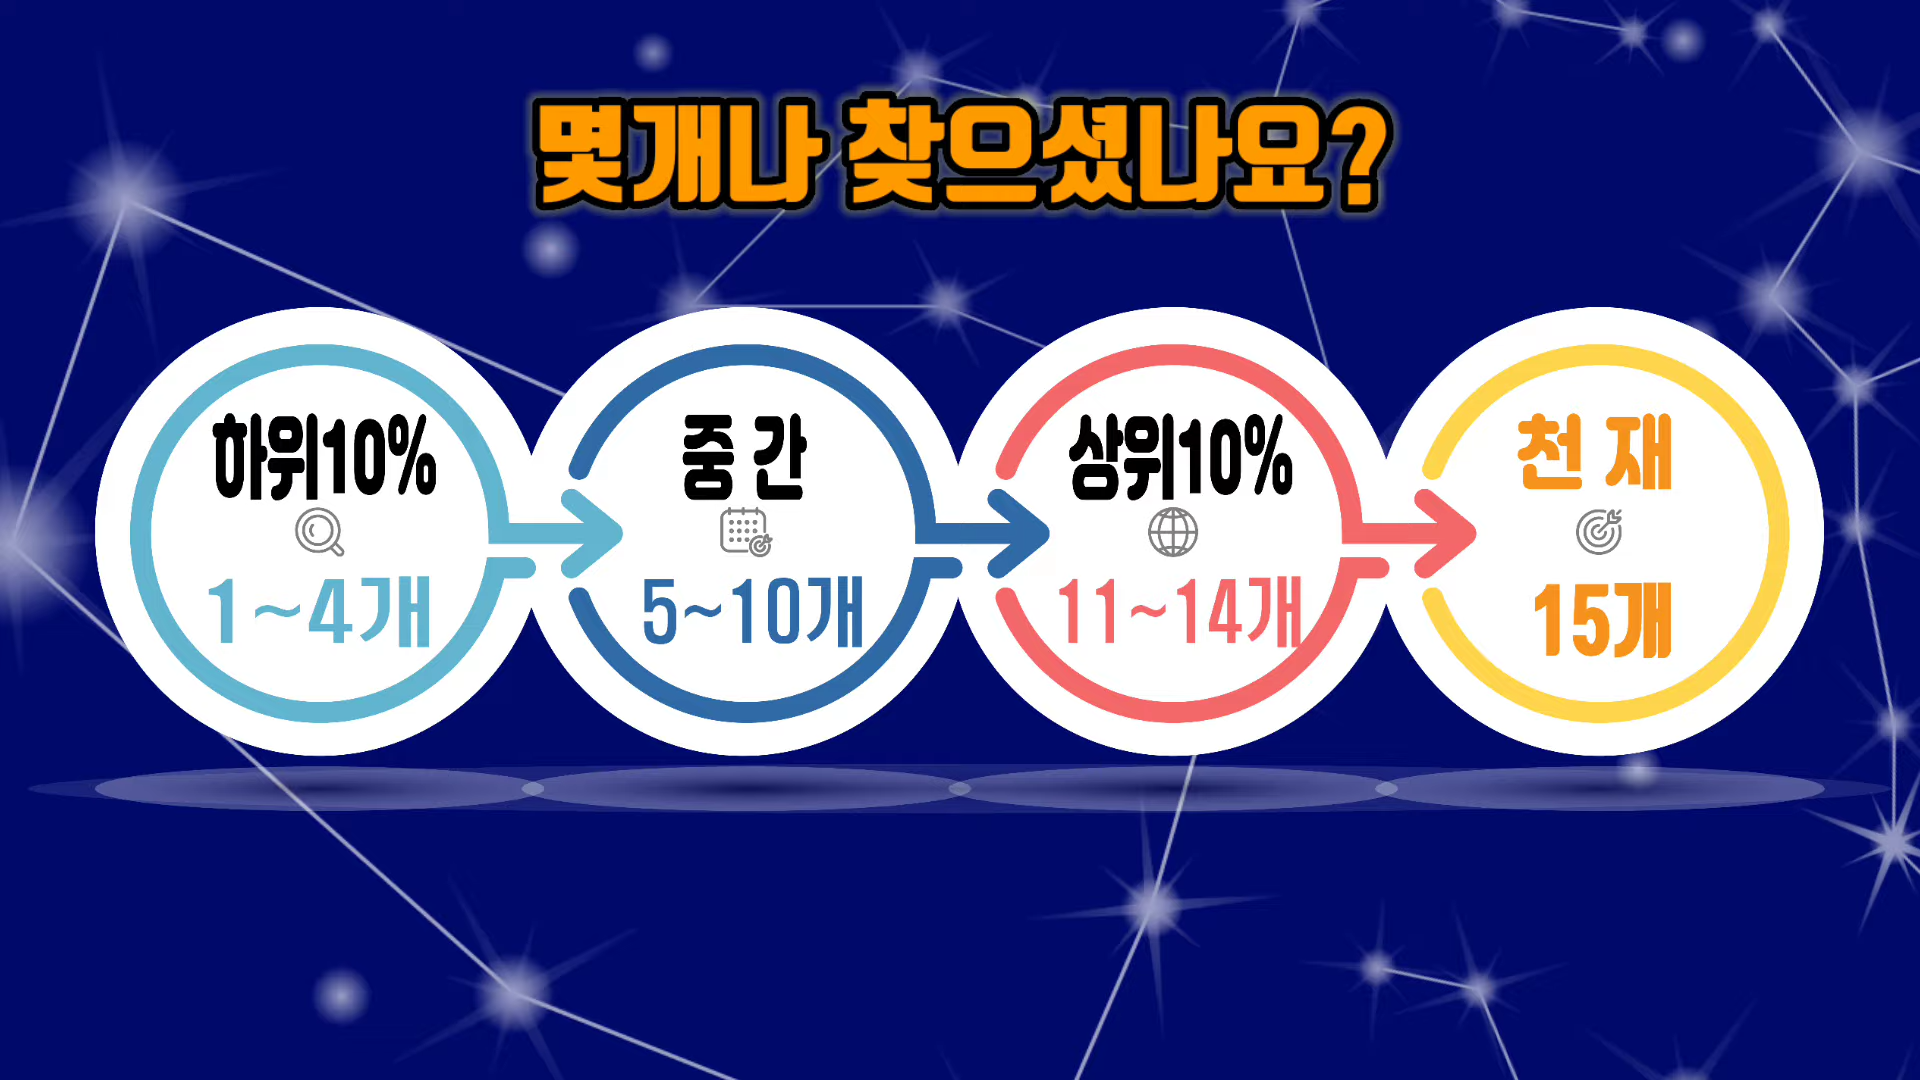 몇개나 찾으셨나요?
하위10%
1~4개
중 간
5~10개
상위10%
11~14개
천 재
15개